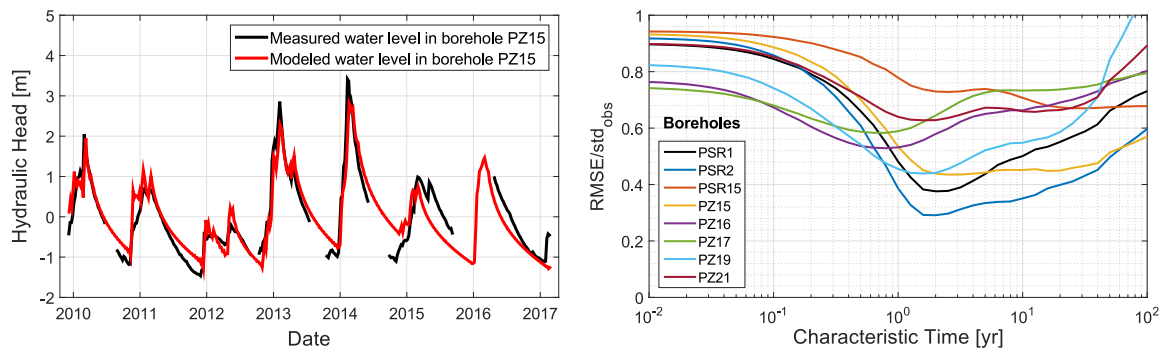 5
4
3
2
1
0
-1
-2
Hydraulic Head [m]
Measured water level in borehole PZ15
Modeled water level in borehole PZ15
2010 2011 2012 2013 2014 2015 2016 2017
Date
1
0.8
0.6
0.4
0.2
0
RMSE/std_obs
Boreholes
PSR1
PSR2
PSR15
PZ15
PZ16
PZ17
PZ19
PZ21
10^-2 10^-1 10^0 10^1 10^2
Characteristic Time [yr]